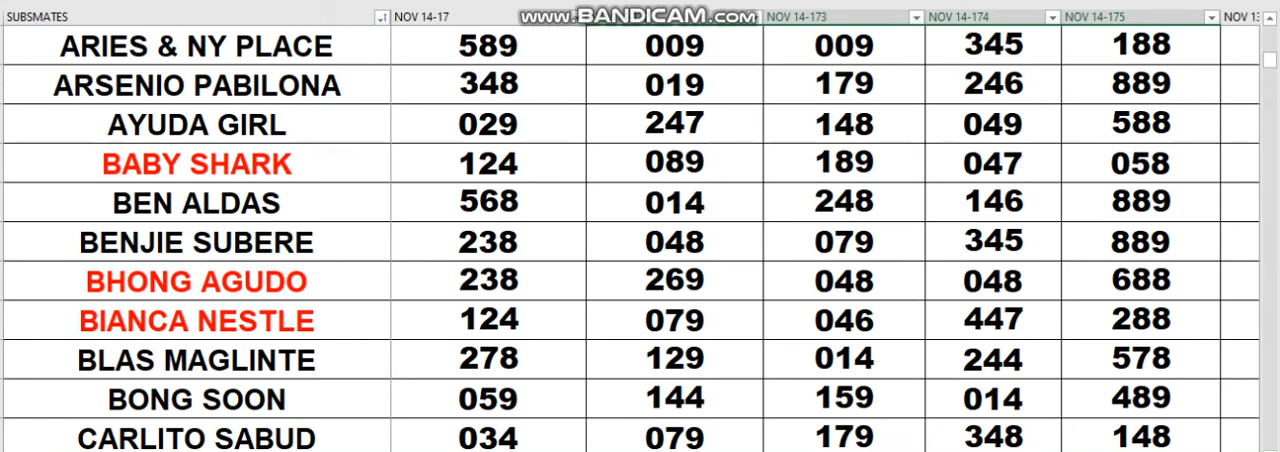 SUBSMATES NOV 14-17 www.BANDICAM.com NOV 14-173 NOV 14-174 NOV 14-175 NOV 13
ARIES & NY PLACE 589 009 009 345 188
ARSENIO PABILONA 348 019 179 246 889
AYUDA GIRL 029 247 148 049 588
BABY SHARK 124 089 189 047 058
BEN ALDAS 568 014 248 146 889
BENJIE SUBERE 238 048 079 345 889
BHONG AGUDO 238 269 048 048 688
BIANCA NESTLE 124 079 046 447 288
BLAS MAGLINTE 278 129 014 244 578
BONG SOON 059 144 159 014 489
CARLITO SABUD 034 079 179 348 148